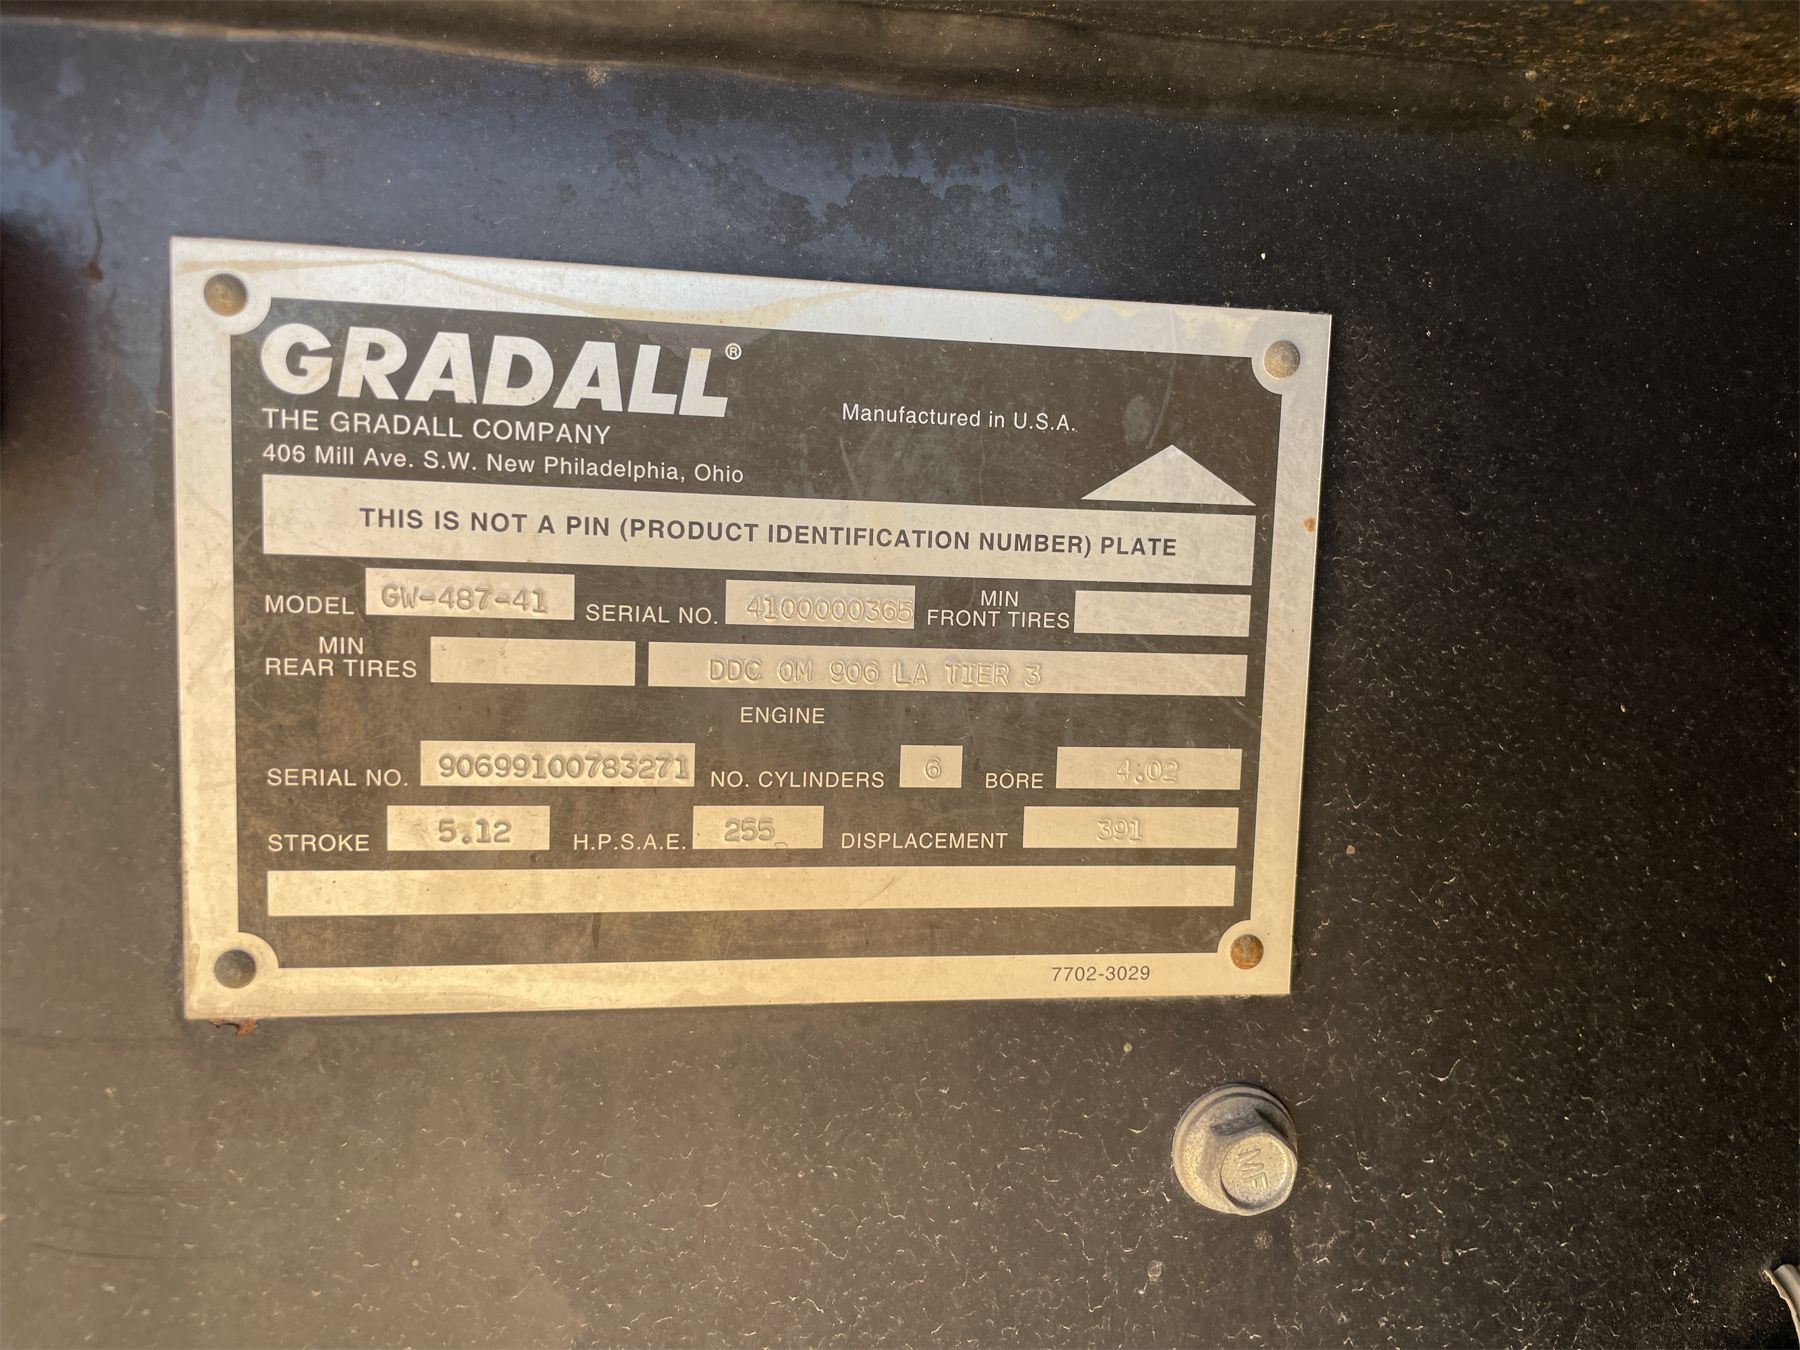 GRADALL®
THE GRADALL COMPANY
406 Mill Ave. S.W. New Philadelphia, Ohio
Manufactured in U.S.A.
THIS IS NOT A PIN (PRODUCT IDENTIFICATION NUMBER) PLATE
MODEL GW-487-41 SERIAL NO. 4100000365 MIN FRONT TIRES
MIN REAR TIRES DDC OM 906 LA TIER 3
ENGINE
SERIAL NO. 90699100783271 NO. CYLINDERS 6 BORE 4.02
STROKE 5.12 H.P.S.A.E. 255 DISPLACEMENT 391
7702-3029
MF